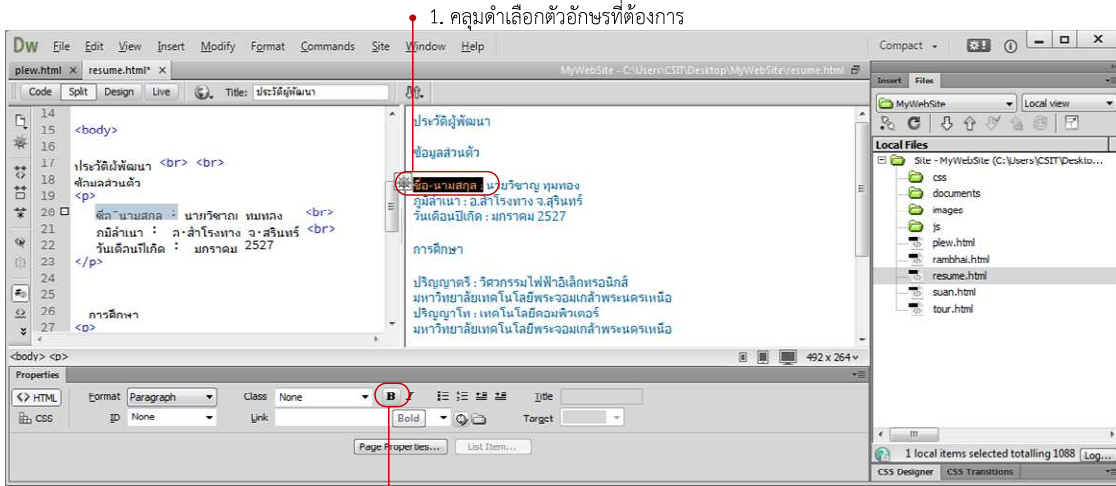 1. คลุมดำเลือกตัวอักษรที่ต้องการ
Dw File Edit View Insert Modify Format Commands Site Window Help Compact
plew.html × resume.html* × MyWebSite - C:\Users\CSIT\Desktop\MyWebSite\resume.html
Code Split Design Live Title: ประวัติผู้พัฒนา
Insert Files
MyWebSite Local view
Local Files
Site - MyWebSite (C:\Users\CSIT\Deskto...
css
documents
images
js
plew.html
rambhai.html
resume.html
suan.html
tour.html
14
15 <body>
16
17 ประวัติผู้พัฒนา <br> <br>
18 ข้อมูลส่วนตัว
19 <p>
20 ชื่อ-นามสกุล : นายวิชาญ ทุมทอง <br>
21 ภูมิลำเนา : อ.สำโรงทาง จ.สุรินทร์ <br>
22 วันเดือนปีเกิด : มกราคม 2527
23 </p>
24
25
26 การศึกษา
27 <p>
ประวัติผู้พัฒนา
ข้อมูลส่วนตัว
ชื่อ-นามสกุล : นายวิชาญ ทุมทอง
ภูมิลำเนา : อ.สำโรงทาง จ.สุรินทร์
วันเดือนปีเกิด : มกราคม 2527
การศึกษา
ปริญญาตรี : วิศวกรรมไฟฟ้าอิเล็กทรอนิกส์
มหาวิทยาลัยเทคโนโลยีพระจอมเกล้าพระนครเหนือ
ปริญญาโท : เทคโนโลยีคอมพิวเตอร์
มหาวิทยาลัยเทคโนโลยีพระจอมเกล้าพระนครเหนือ
<body> <p> 492 x 264
Properties
<> HTML Format Paragraph Class None B I Title
CSS ID None Link Bold Target
Page Properties... List Item...
1 local items selected totalling 1088 Log...
CSS Designer CSS Transitions